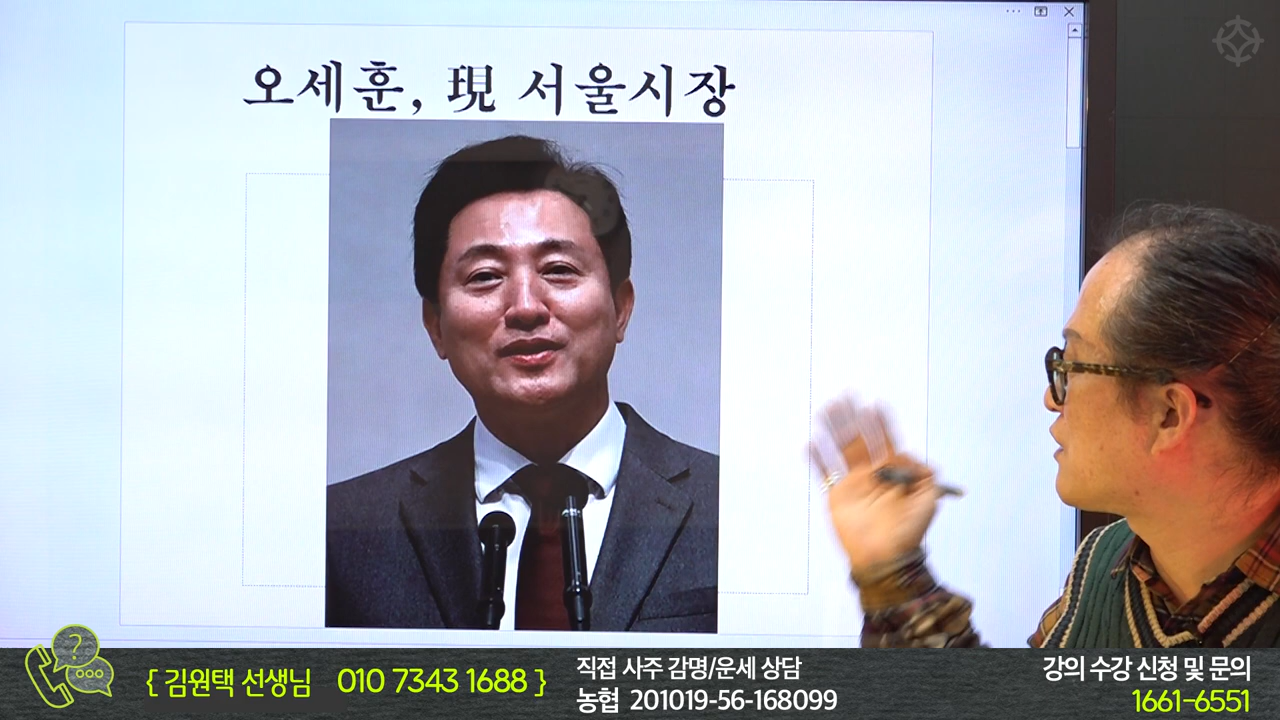 오세훈, 現 서울시장
?
{ 김원택 선생님 010 7343 1688 }
직접 사주 감명/운세 상담
농협 201019-56-168099
강의 수강 신청 및 문의
1661-6551